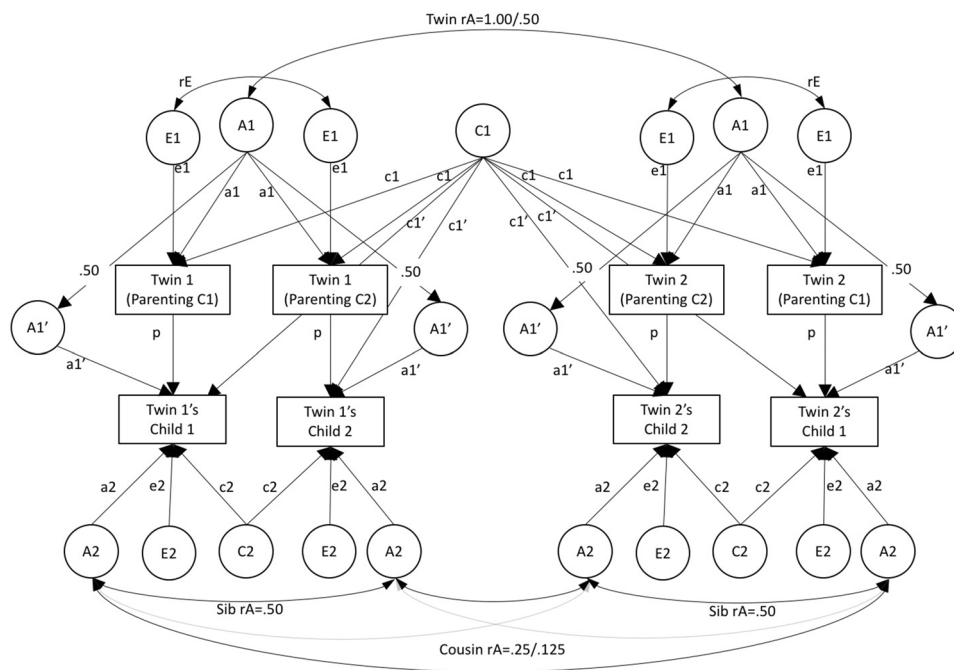 Twin rA=1.00/.50
rE
rE
E1
A1
E1
C1
E1
A1
E1
e1
a1
a1
e1
c1
c1
c1
c1
e1
a1
a1
e1
c1'
c1'
c1'
c1'
.50
.50
.50
.50
Twin 1
(Parenting C1)
Twin 1
(Parenting C2)
Twin 2
(Parenting C2)
Twin 2
(Parenting C1)
A1'
A1'
A1'
A1'
p
p
p
p
a1'
a1'
a1'
a1'
Twin 1's
Child 1
Twin 1's
Child 2
Twin 2's
Child 2
Twin 2's
Child 1
a2
e2
c2
c2
e2
a2
a2
e2
c2
c2
e2
a2
A2
E2
C2
E2
A2
A2
E2
C2
E2
A2
Sib rA=.50
Sib rA=.50
Cousin rA=.25/.125